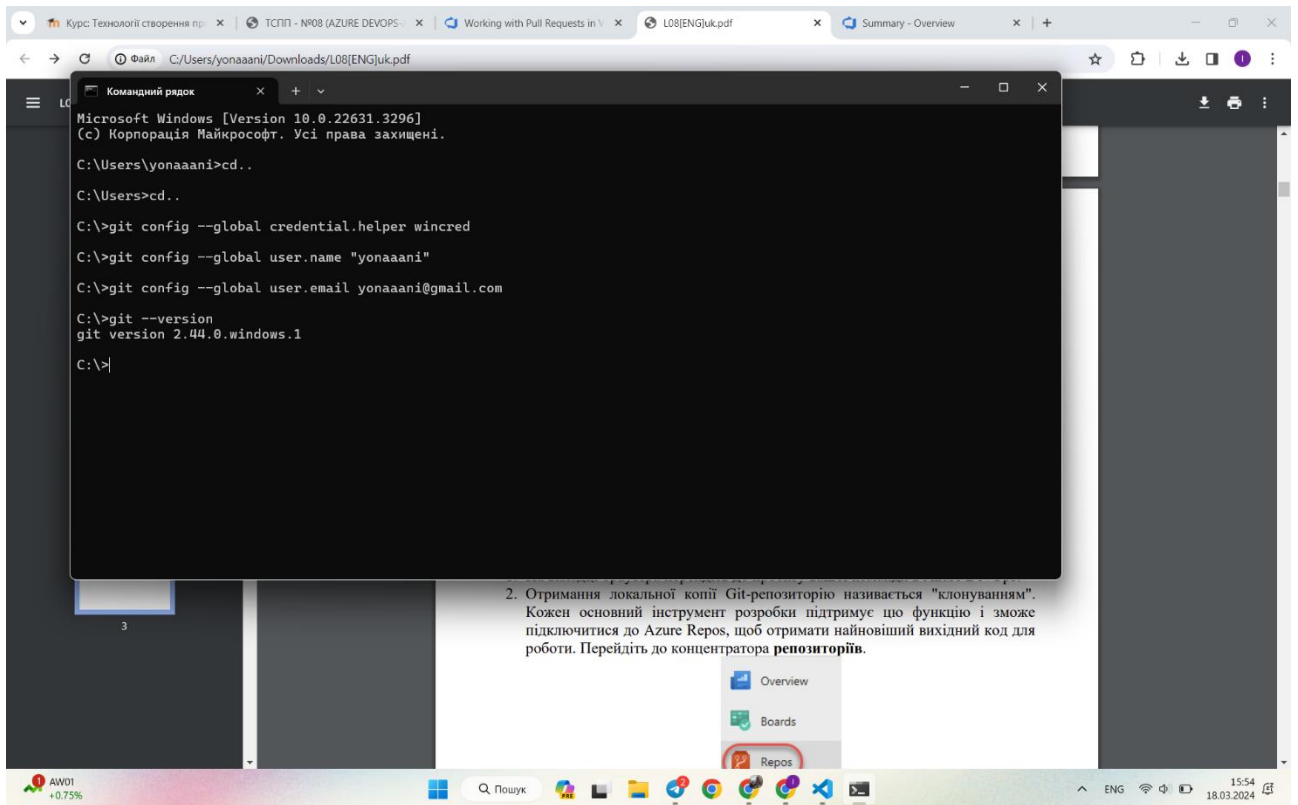 Курс: Технології створення пр
ТСПП - №08 (AZURE DEVOPS-
Working with Pull Requests in V
L08[ENG]uk.pdf
Summary - Overview
Файл C:/Users/yonaaani/Downloads/L08[ENG]uk.pdf
Командний рядок
Microsoft Windows [Version 10.0.22631.3296]
(c) Корпорація Майкрософт. Усі права захищені.
C:\Users\yonaaani>cd..
C:\Users>cd..
C:\>git config --global credential.helper wincred
C:\>git config --global user.name "yonaaani"
C:\>git config --global user.email yonaaani@gmail.com
C:\>git --version
git version 2.44.0.windows.1
C:\>
3
2. Отримання локальної копії Git-репозиторію називається "клонуванням".
Кожен основний інструмент розробки підтримує цю функцію і зможе
підключитися до Azure Repos, щоб отримати найновіший вихідний код для
роботи. Перейдіть до концентратора репозиторіїв.
Overview
Boards
Repos
1
AW01
+0.75%
Пошук
PRE
2
ENG
15:54
18.03.2024